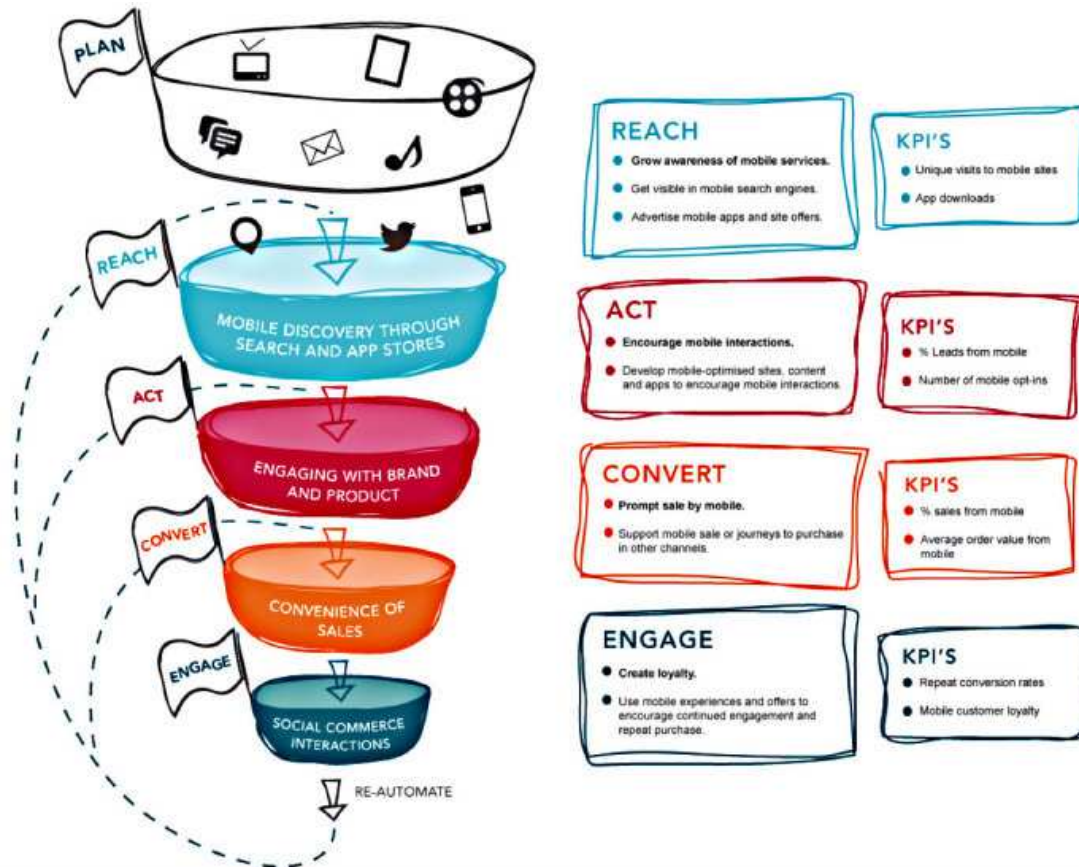 PLAN
REACH
MOBILE DISCOVERY THROUGH
SEARCH AND APP STORES
ACT
ENGAGING WITH BRAND
AND PRODUCT
CONVERT
CONVENIENCE OF
SALES
ENGAGE
SOCIAL COMMERCE
INTERACTIONS
RE-AUTOMATE
REACH
Grow awareness of mobile services.
Get visible in mobile search engines.
Advertise mobile apps and site offers.
KPI'S
Unique visits to mobile sites
App downloads
ACT
Encourage mobile interactions.
Develop mobile-optimised sites, content
and apps to encourage mobile interactions.
KPI'S
% Leads from mobile
Number of mobile opt-ins
CONVERT
Prompt sale by mobile.
Support mobile sale or journeys to purchase
in other channels.
KPI'S
% sales from mobile
Average order value from
mobile
ENGAGE
Create loyalty.
Use mobile experiences and offers to
encourage continued engagement and
repeat purchase.
KPI'S
Repeat conversion rates
Mobile customer loyalty